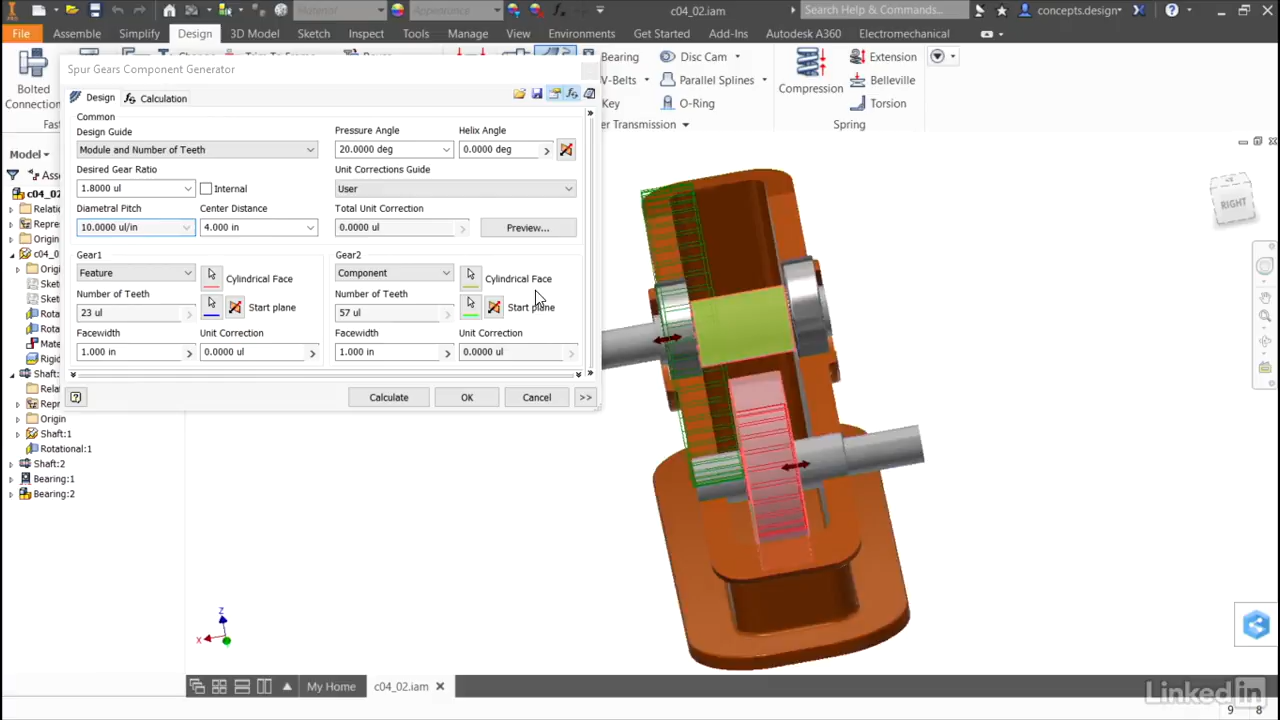 Material
Appearance
c04_02.iam
Search Help & Commands...
concepts.design
File
Assemble
Simplify
Design
3D Model
Sketch
Inspect
Tools
Manage
View
Environments
Get Started
Add-Ins
Autodesk A360
Electromechanical
Bolted
Connection
Bearing
V-Belts
Key
Disc Cam
Parallel Splines
O-Ring
Compression
Extension
Belleville
Torsion
Spring
Spur Gears Component Generator
Design
Calculation
Common
Design Guide
Pressure Angle
Helix Angle
Module and Number of Teeth
20.0000 deg
0.0000 deg
Desired Gear Ratio
Unit Corrections Guide
1.8000 ul
Internal
User
Diametral Pitch
Center Distance
Total Unit Correction
10.0000 ul/in
4.000 in
0.0000 ul
Preview...
Gear1
Gear2
Feature
Cylindrical Face
Component
Cylindrical Face
Number of Teeth
Start plane
Number of Teeth
Start plane
23 ul
57 ul
Facewidth
Unit Correction
Facewidth
Unit Correction
1.000 in
0.0000 ul
1.000 in
0.0000 ul
Calculate
OK
Cancel
>>
Model
c04_02
Origin
Shaft:1
Rotational:1
Shaft:2
Bearing:1
Bearing:2
RIGHT
Z
X
My Home
c04_02.iam
LinkedIn
9 8